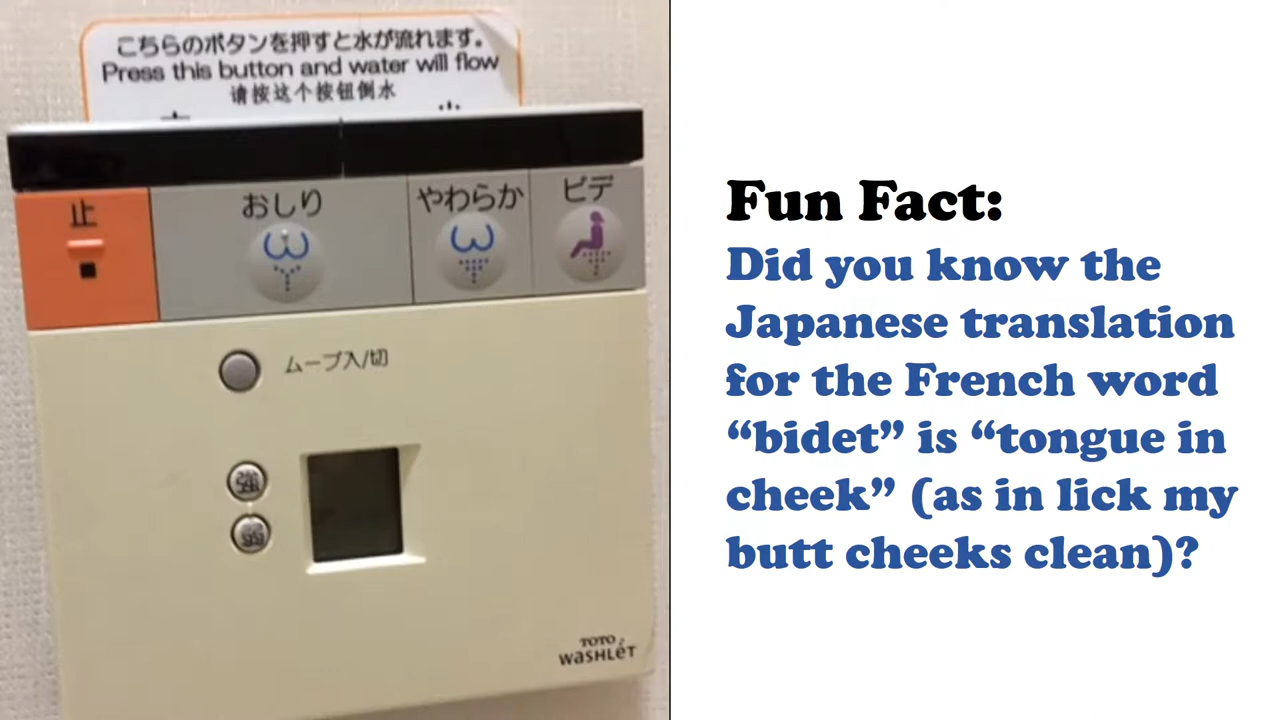 こちらのボタンを押すと水が流れます。
Press this button and water will flow
请按这个按钮倒水
止
おしり
やわらか
ビデ
ムーブ入/切
強
弱
TOTO
WASHLET
Fun Fact:
Did you know the
Japanese translation
for the French word
“bidet” is “tongue in
cheek” (as in lick my
butt cheeks clean)?